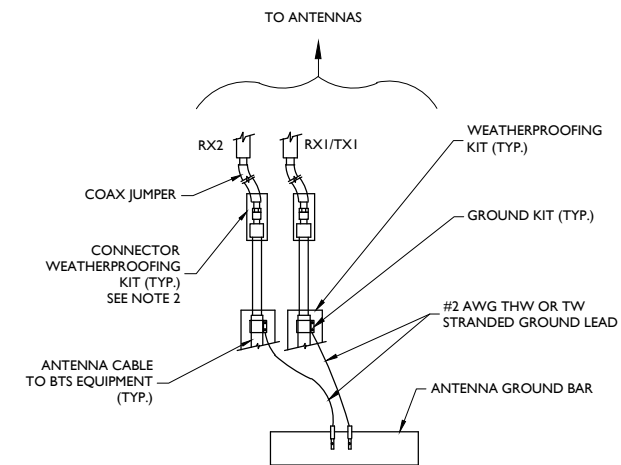 TO ANTENNAS
RX2
RX1/TX1
WEATHERPROOFING
KIT (TYP.)
COAX JUMPER
GROUND KIT (TYP.)
CONNECTOR
WEATHERPROOFING
KIT (TYP.)
SEE NOTE 2
#2 AWG THW OR TW
STRANDED GROUND LEAD
ANTENNA CABLE
TO BTS EQUIPMENT
(TYP.)
ANTENNA GROUND BAR